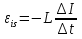 ε_is = −L ΔI/Δt